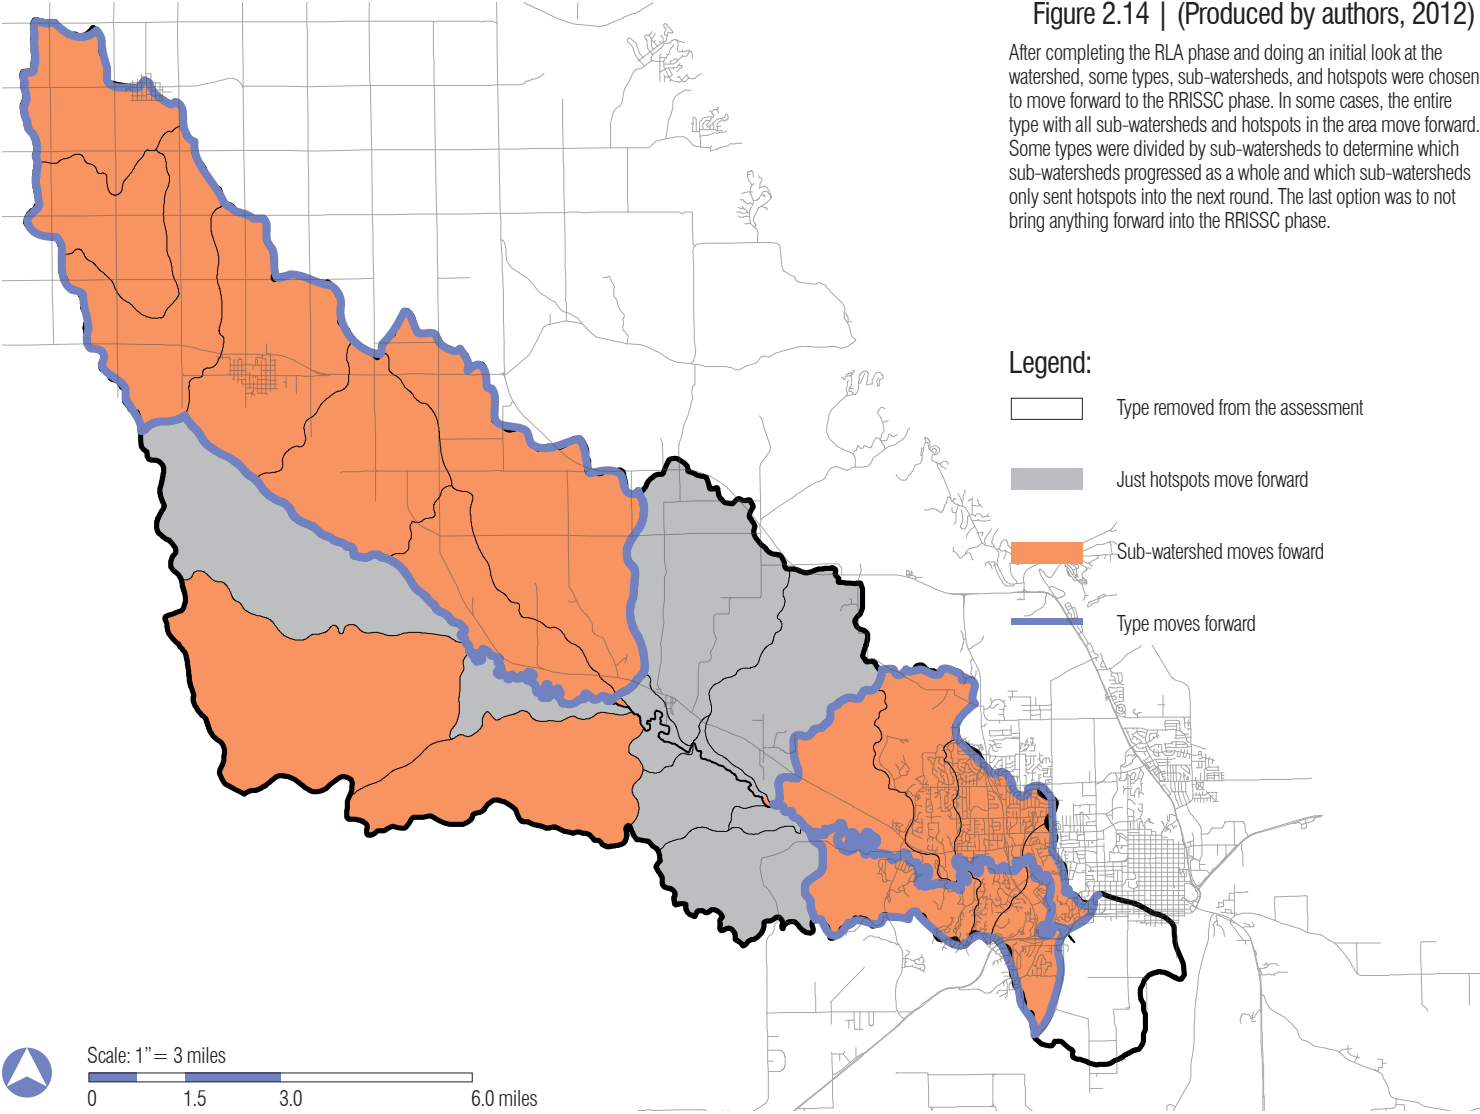 Figure 2.14 | (Produced by authors, 2012)
After completing the RLA phase and doing an initial look at the
watershed, some types, sub-watersheds, and hotspots were chosen
to move forward to the RRISSC phase. In some cases, the entire
type with all sub-watersheds and hotspots in the area move forward.
Some types were divided by sub-watersheds to determine which
sub-watersheds progressed as a whole and which sub-watersheds
only sent hotspots into the next round. The last option was to not
bring anything forward into the RRISSC phase.
Legend:
Type removed from the assessment
Just hotspots move forward
Sub-watershed moves foward
Type moves forward
Scale: 1”= 3 miles
0 1.5 3.0 6.0 miles